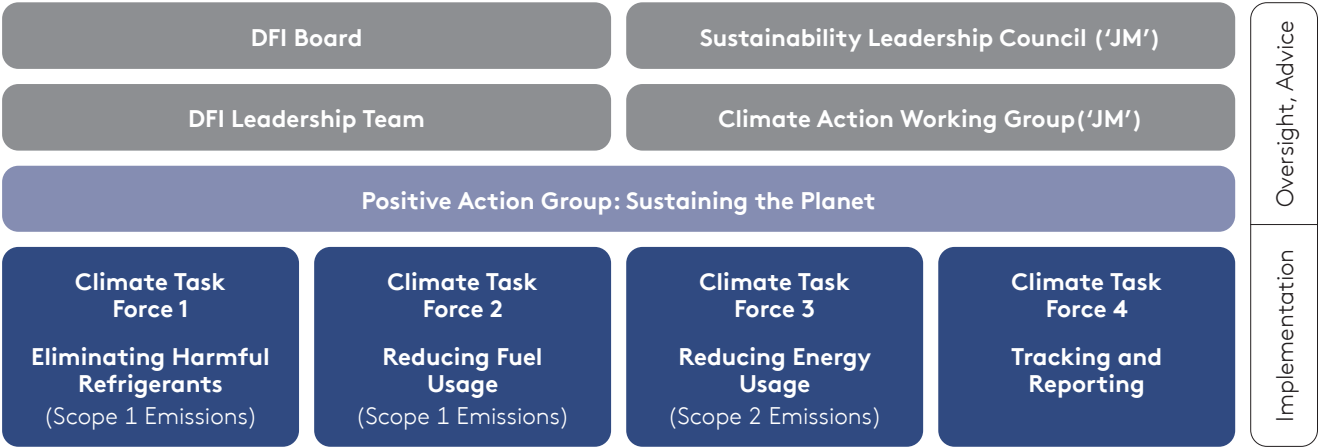 DFI Board
Sustainability Leadership Council (‘JM’)
DFI Leadership Team
Climate Action Working Group(‘JM’)
Positive Action Group: Sustaining the Planet
Climate Task
Force 1
Eliminating Harmful
Refrigerants
(Scope 1 Emissions)
Climate Task
Force 2
Reducing Fuel
Usage
(Scope 1 Emissions)
Climate Task
Force 3
Reducing Energy
Usage
(Scope 2 Emissions)
Climate Task
Force 4
Tracking and
Reporting
Oversight, Advice
Implementation